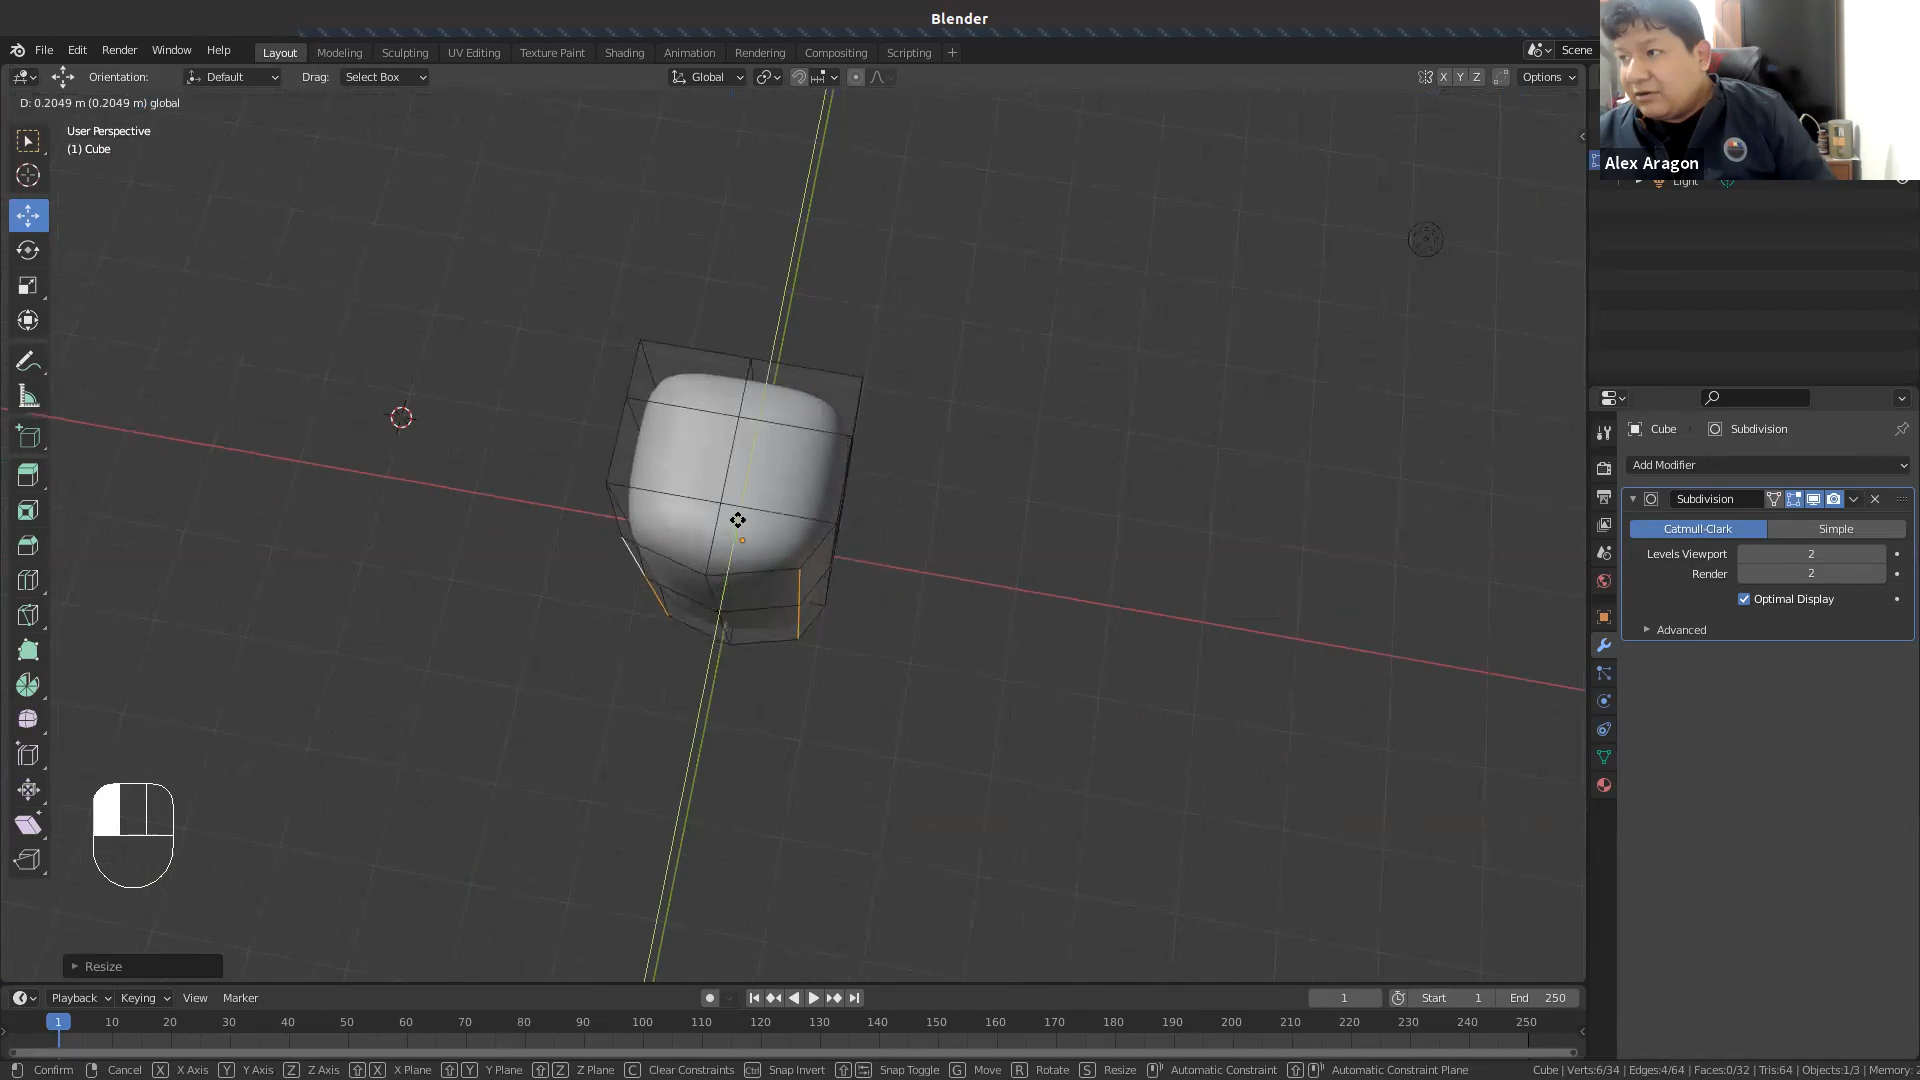 Blender
File Edit Render Window Help
Layout Modeling Sculpting UV Editing Texture Paint Shading Animation Rendering Compositing Scripting
Scene
Orientation: Default Drag: Select Box Global X Y Z Options
D: 0.2049 m (0.2049 m) global
User Perspective
(1) Cube
Alex Aragon
Light
Cube Subdivision
Add Modifier
Subdivision
Catmull-Clark Simple
Levels Viewport 2
Render 2
Optimal Display
Advanced
Resize
Playback Keying View Marker
1 Start 1 End 250
1 10 20 30 40 50 60 70 80 90 100 110 120 130 140 150 160 170 180 190 200 210 220 230 240 250
Confirm Cancel X X Axis Y Y Axis Z Z Axis X X Plane Y Y Plane Z Z Plane C Clear Constraints Ctrl Snap Invert Snap Toggle G Move R Rotate S Resize Automatic Constraint Automatic Constraint Plane Cube | Verts:6/34 | Edges:4/64 | Faces:0/32 | Tris:64 | Objects:1/3 | Memory: